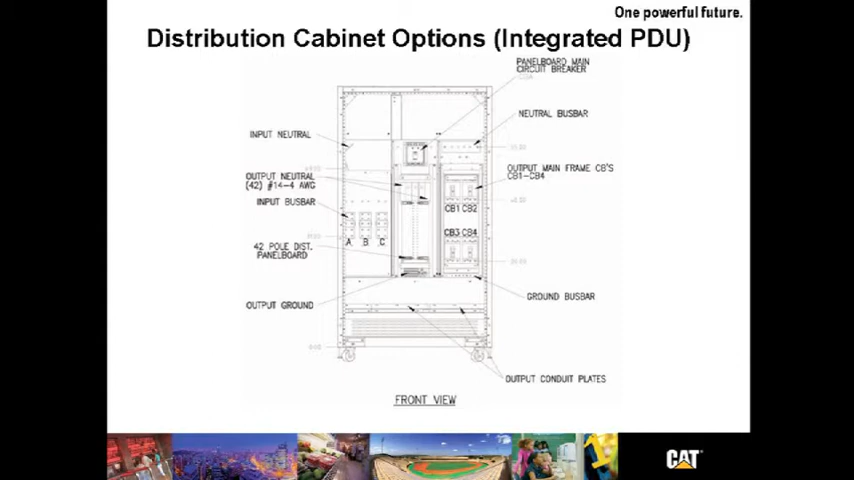 One powerful future.
Distribution Cabinet Options (Integrated PDU)
PANELBOARD MAIN
CIRCUIT BREAKER
INPUT NEUTRAL
NEUTRAL BUSBAR
OUTPUT NEUTRAL
(42) #14-4 AWG
OUTPUT MAIN FRAME CB'S
CB1-CB4
INPUT BUSBAR
CB1 CB2
A B C
CB3 CB4
42 POLE DIST.
PANELBOARD
OUTPUT GROUND
GROUND BUSBAR
OUTPUT CONDUIT PLATES
FRONT VIEW
CAT